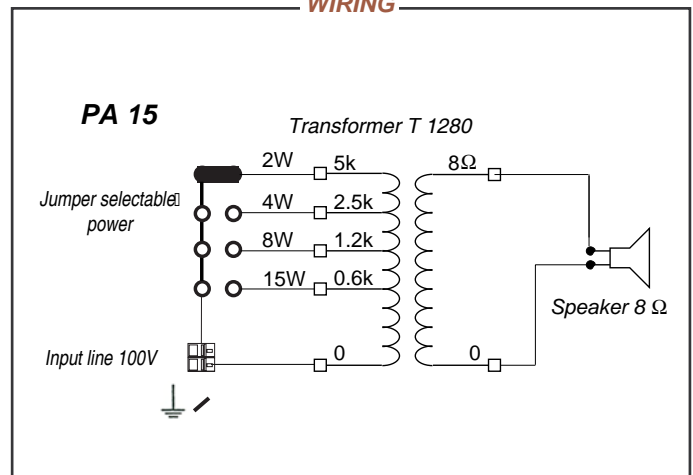 WIRING
PA 15
Transformer T 1280
2W 5k 8Ω
Jumper selectable
power
4W 2.5k
8W 1.2k
15W 0.6k
Speaker 8 Ω
Input line 100V
0 0